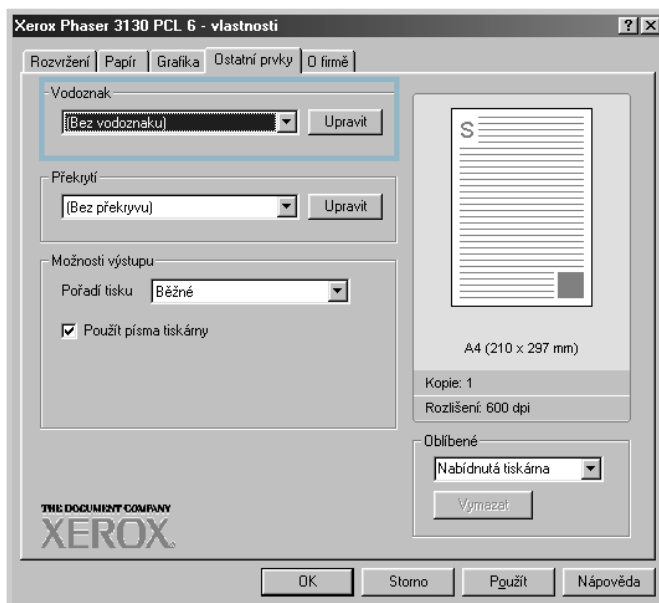 Xerox Phaser 3130 PCL 6 - vlastnosti
Rozvržení Papír Grafika Ostatní prvky O firmě
Vodoznak
(Bez vodoznaku) Upravit
Překrytí
(Bez překryvu) Upravit
Možnosti výstupu
Pořadí tisku Běžné
Použít písma tiskárny
S
A4 (210 x 297 mm)
Kopie: 1
Rozlišení: 600 dpi
Oblíbené
Nabídnutá tiskárna
Vymazat
THE DOCUMENT COMPANY
XEROX
OK Storno Použít Nápověda